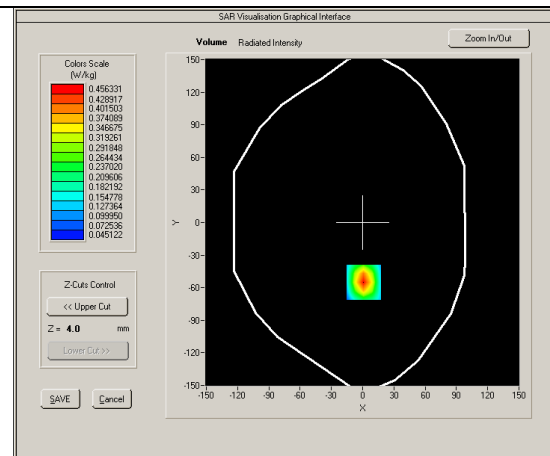 SAR Visualisation Graphical Interface
Volume Radiated Intensity
Zoom In/Out
Colors Scale
(W/kg)
0.456331
0.428917
0.401503
0.374089
0.346675
0.319261
0.291848
0.264434
0.237020
0.209606
0.182192
0.154778
0.127364
0.099950
0.072536
0.045122
Z-Cuts Control
<< Upper Cut
Z = 4.0 mm
Lower Cut >>
SAVE Cancel
150
120
90
60
30
0
-30
-60
-90
-120
-150
Y
-150 -120 -90 -60 -30 0 30 60 90 120 150
X